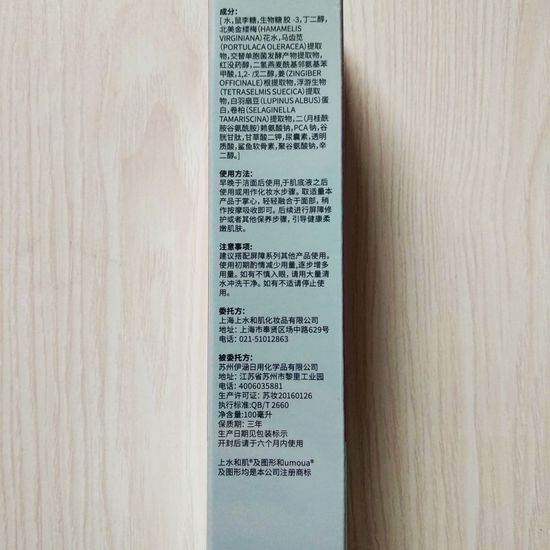 成分:
[ 水,鼠李糖,生物糖 胶 -3,丁二醇,
北美金缕梅 (HAMAMELIS
VIRGINIANA) 花水,马齿苋
(PORTULACA OLERACEA) 提取
物,交替单胞菌发酵产物提取物,
红没药醇,二氢燕麦酰基邻氨基苯
甲酸,1,2-戊二醇,姜(ZINGIBER
OFFICINALE) 根提取物,浮游生物
(TETRASELMIS SUECICA) 提取
物,白羽扇豆 (LUPINUS ALBUS) 蛋
白,卷柏 (SELAGINELLA
TAMARISCINA) 提取物,二 (月桂酰
胺谷氨酰胺) 赖氨酸钠,PCA 钠,谷
胱甘肽,甘草酸二钾,尿囊素,透明
质酸,鲨鱼软骨素,聚谷氨酸钠,辛
二醇。]
使用方法:
早晚于洁面后使用,于肌底液之后
使用或用作化妆水步骤。取适量本
产品于掌心,轻轻融合于面部,稍
作按摩吸收即可。后续进行屏障修
护或者其他保养步骤,引导健康柔
嫩肌肤。
注意事项:
建议搭配屏障系列其他产品使用。
使用初期酌情减少用量,逐步增多
用量。如有不慎入眼,请用大量清
水冲洗干净。如有不适请停止使
用。
委托方:
上海上水和肌化妆品有限公司
地址: 上海市奉贤区场中路629号
电话: 021-51012863
被委托方:
苏州伊涵日用化学品有限公司
地址: 江苏省苏州市黎里工业园
电话: 4006035881
生产许可证: 苏妆20160126
执行标准:QB/T 2660
净含量:100毫升
保质期: 三年
生产日期见包装标示
开封后请于六个月内使用
上水和肌®及图形和umoua®
及图形均是本公司注册商标